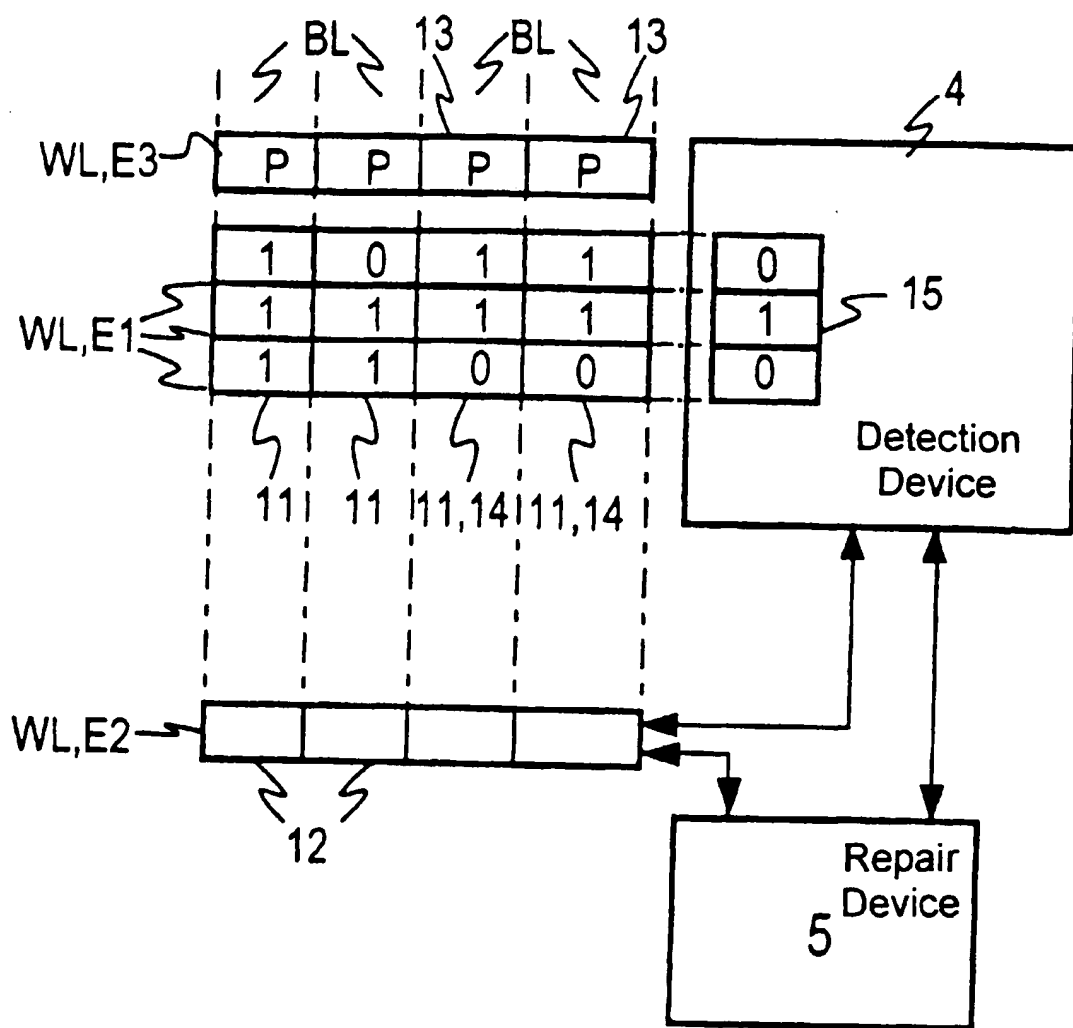 BL 13 BL 13
4
WL,E3 P P P P
1 0 1 1 0
15
WL,E1 1 1 1 1 1
1 1 0 0 0
Detection
Device
11 11 11,14 11,14
WL,E2
12
Repair
Device
5